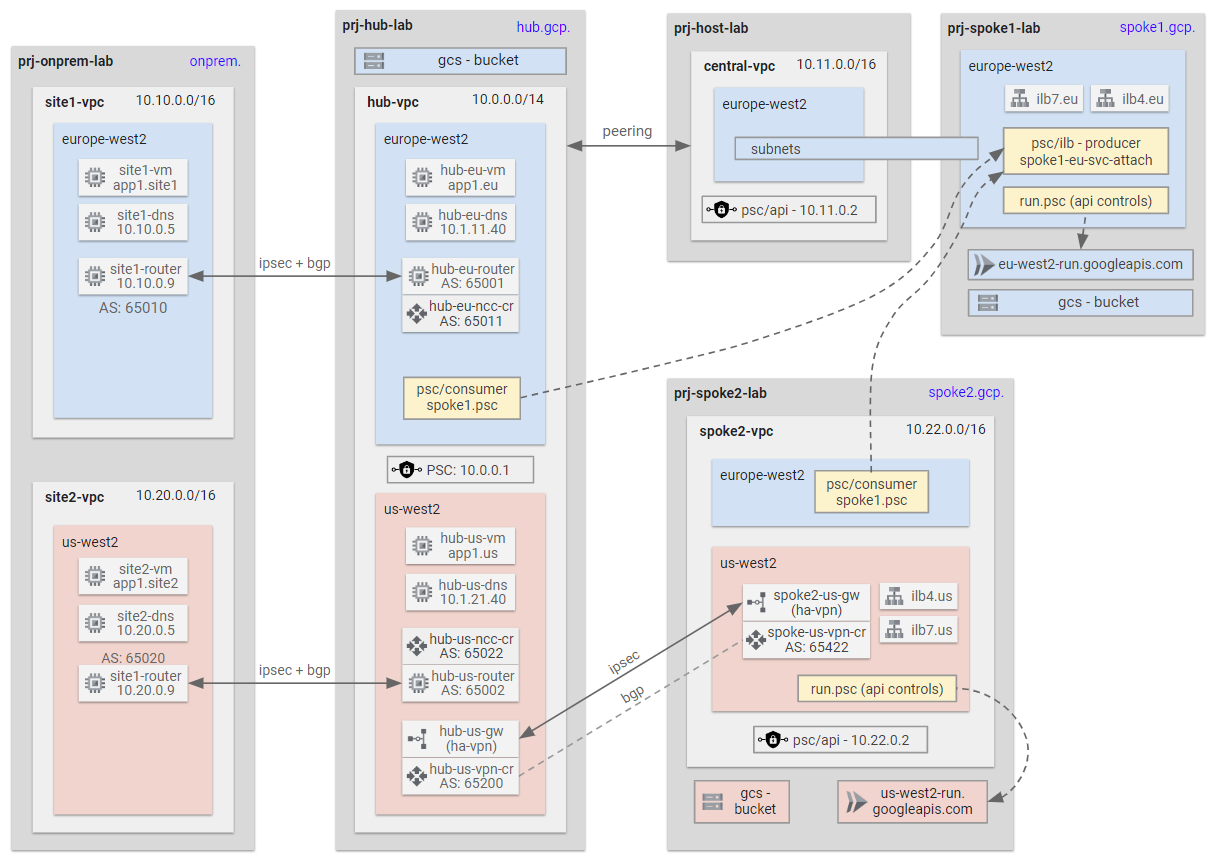 prj-onprem-lab
onprem.
site1-vpc
10.10.0.0/16
europe-west2
site1-vm
app1.site1
site1-dns
10.10.0.5
site1-router
10.10.0.9
AS: 65010
site2-vpc
10.20.0.0/16
us-west2
site2-vm
app1.site2
site2-dns
10.20.0.5
AS: 65020
site1-router
10.20.0.9
ipsec + bgp
ipsec + bgp
prj-hub-lab
hub.gcp.
gcs - bucket
hub-vpc
10.0.0.0/14
europe-west2
hub-eu-vm
app1.eu
hub-eu-dns
10.1.11.40
hub-eu-router
AS: 65001
hub-eu-ncc-cr
AS: 65011
psc/consumer
spoke1.psc
PSC: 10.0.0.1
us-west2
hub-us-vm
app1.us
hub-us-dns
10.1.21.40
hub-us-ncc-cr
AS: 65022
hub-us-router
AS: 65002
hub-us-gw
(ha-vpn)
hub-us-vpn-cr
AS: 65200
peering
ipsec
bgp
prj-host-lab
central-vpc
10.11.0.0/16
europe-west2
subnets
psc/api - 10.11.0.2
prj-spoke1-lab
spoke1.gcp.
europe-west2
ilb7.eu
ilb4.eu
psc/ilb - producer
spoke1-eu-svc-attach
run.psc (api controls)
eu-west2-run.googleapis.com
gcs - bucket
prj-spoke2-lab
spoke2.gcp.
spoke2-vpc
10.22.0.0/16
europe-west2
psc/consumer
spoke1.psc
us-west2
spoke2-us-gw
(ha-vpn)
spoke-us-vpn-cr
AS: 65422
ilb4.us
ilb7.us
run.psc (api controls)
psc/api - 10.22.0.2
gcs -
bucket
us-west2-run.
googleapis.com